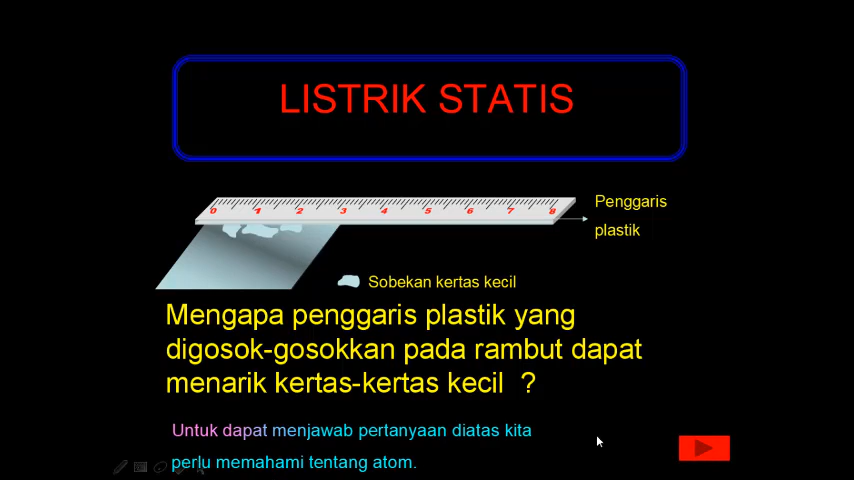 LISTRIK STATIS
0 1 2 3 4 5 6 7 8
Penggaris
plastik
Sobekan kertas kecil
Mengapa penggaris plastik yang
digosok-gosokkan pada rambut dapat
menarik kertas-kertas kecil ?
Untuk dapat menjawab pertanyaan diatas kita
perlu memahami tentang atom.